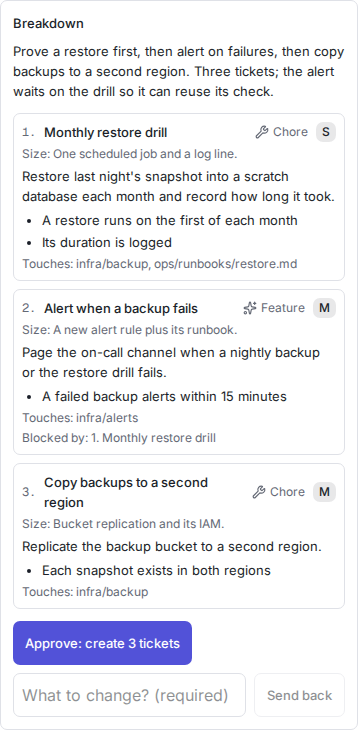 Breakdown
Prove a restore first, then alert on failures, then copy
backups to a second region. Three tickets; the alert
waits on the drill so it can reuse its check.
1. Monthly restore drill Chore S
Size: One scheduled job and a log line.
Restore last night's snapshot into a scratch
database each month and record how long it took.
• A restore runs on the first of each month
• Its duration is logged
Touches: infra/backup, ops/runbooks/restore.md
2. Alert when a backup fails Feature M
Size: A new alert rule plus its runbook.
Page the on-call channel when a nightly backup
or the restore drill fails.
• A failed backup alerts within 15 minutes
Touches: infra/alerts
Blocked by: 1. Monthly restore drill
3. Copy backups to a second
region Chore M
Size: Bucket replication and its IAM.
Replicate the backup bucket to a second region.
• Each snapshot exists in both regions
Touches: infra/backup
Approve: create 3 tickets
What to change? (required) Send back